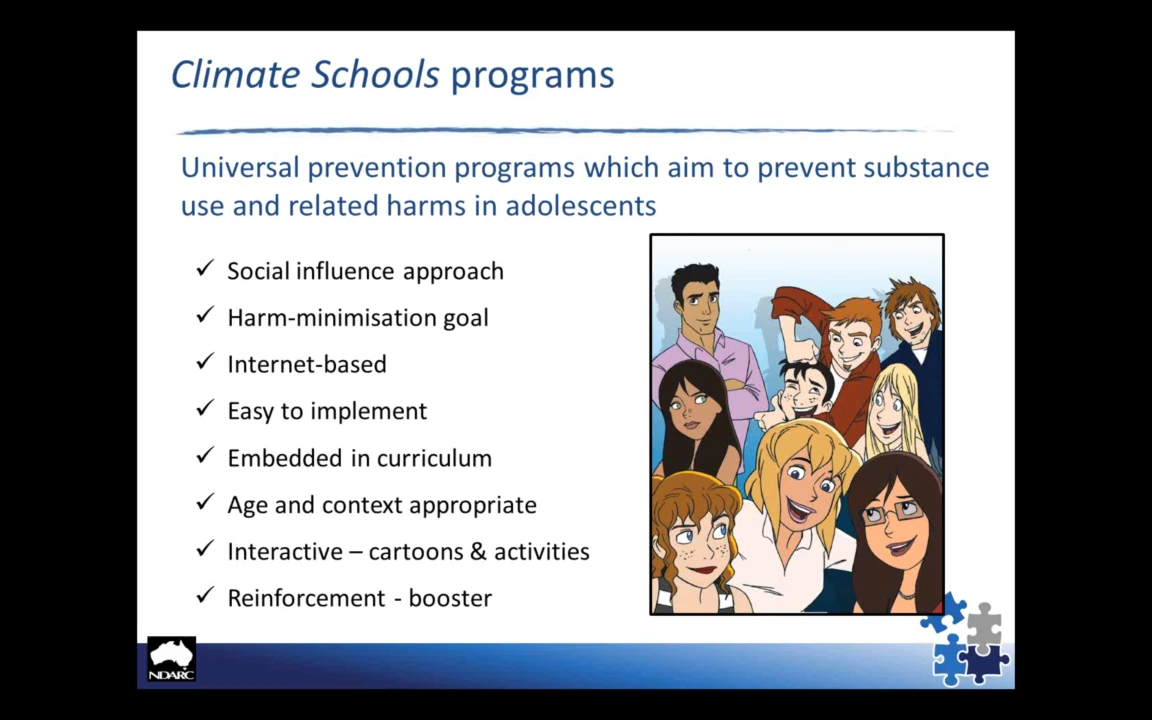 Climate Schools programs
Universal prevention programs which aim to prevent substance
use and related harms in adolescents
✓ Social influence approach
✓ Harm-minimisation goal
✓ Internet-based
✓ Easy to implement
✓ Embedded in curriculum
✓ Age and context appropriate
✓ Interactive – cartoons & activities
✓ Reinforcement - booster
NDARC